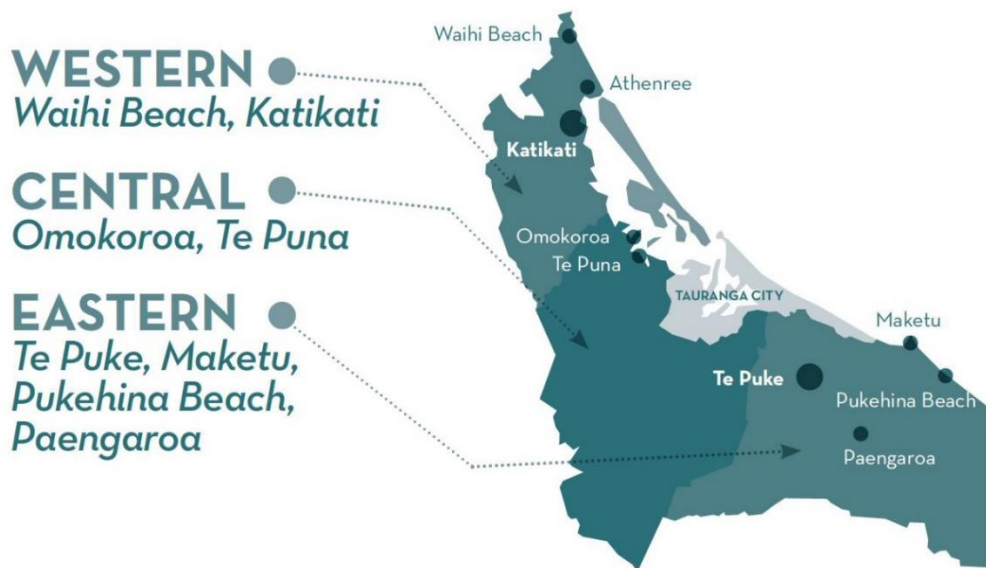 WESTERN
Waihi Beach, Katikati
CENTRAL
Omokoroa, Te Puna
EASTERN
Te Puke, Maketu,
Pukehina Beach,
Paengaroa
Waihi Beach
Athenree
Katikati
Omokoroa
Te Puna
TAURANGA CITY
Maketu
Te Puke
Pukehina Beach
Paengaroa